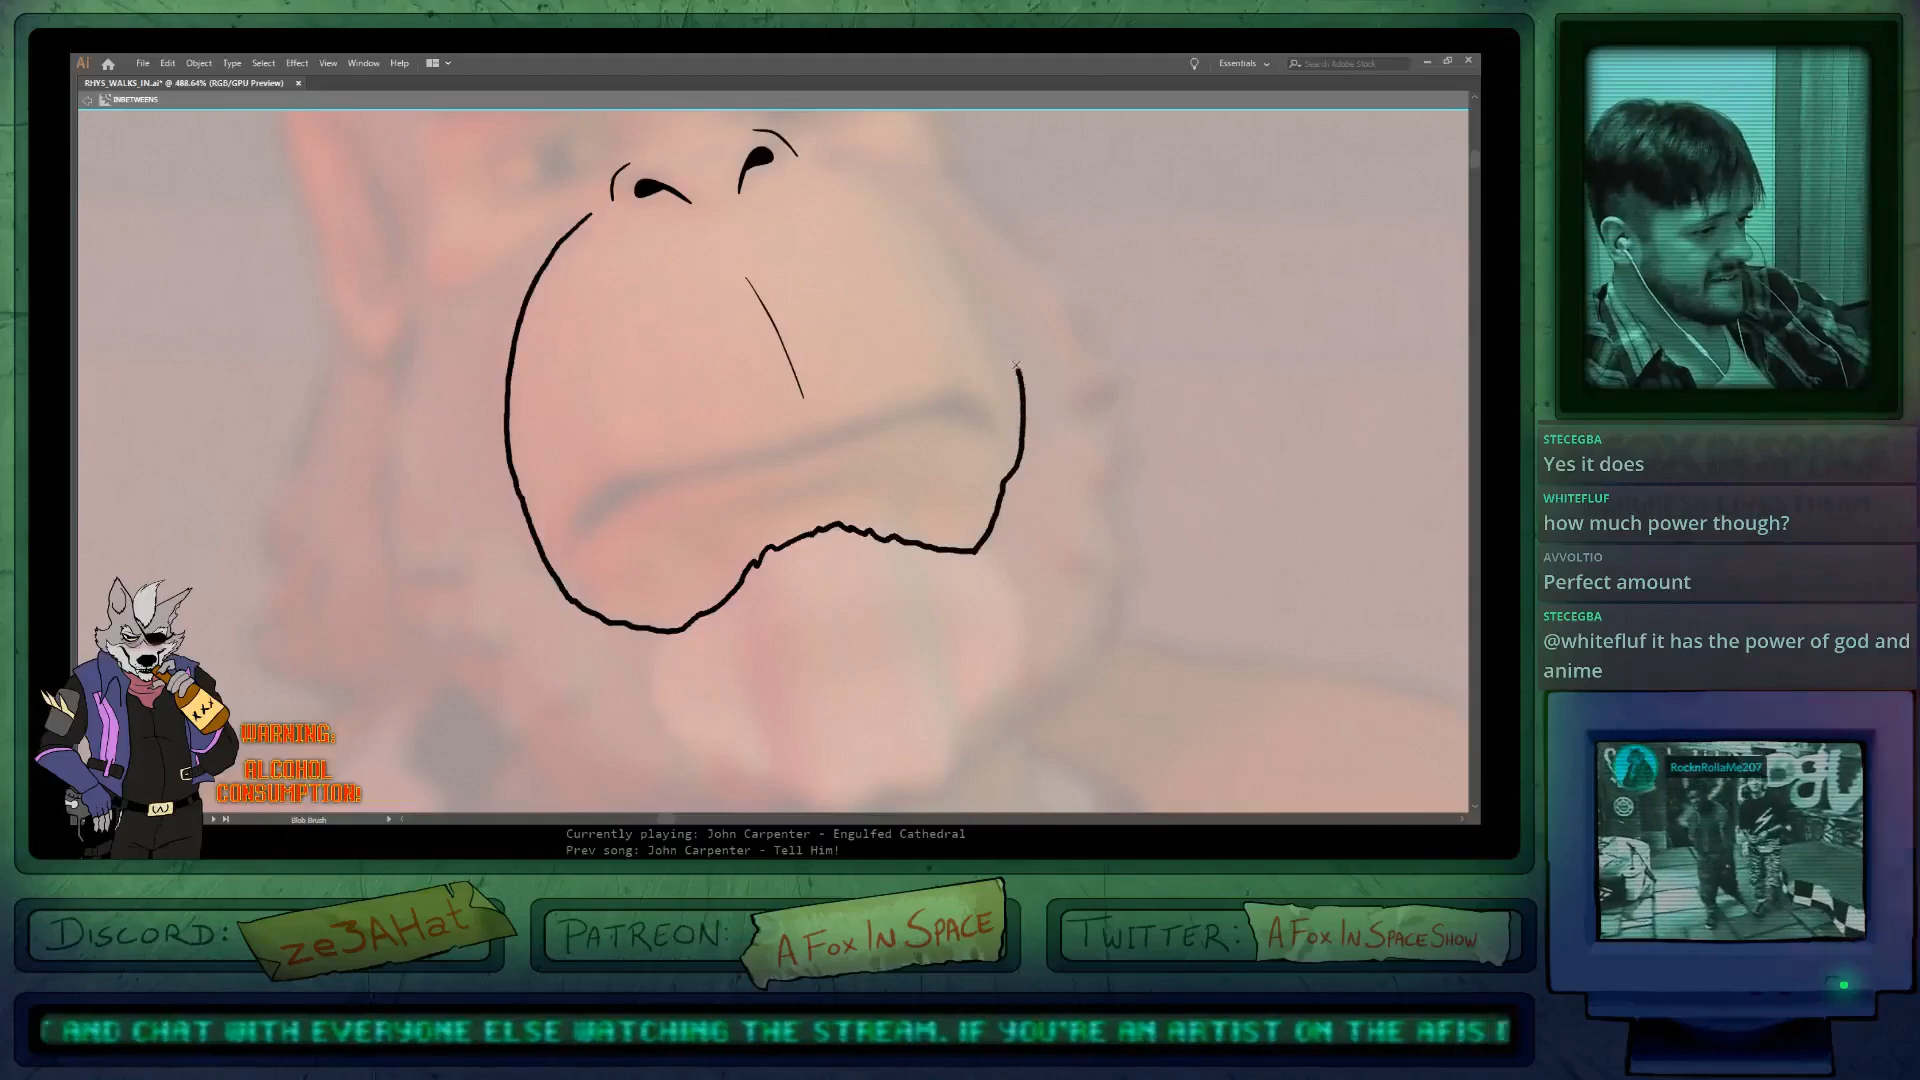 Ai File Edit Object Type Select Effect View Window Help Essentials Search Adobe Stock
RHYS_WALKS_IN.ai* @ 488.64% (RGB/GPU Preview) ×
INBETWEENS
STECEGBA
Yes it does
WHITEFLUF
how much power though?
AVVOLTIO
Perfect amount
STECEGBA
@whitefluf it has the power of god and
anime
XXX
WARNING:
ALCOHOL
CONSUMPTION!
RocknRollaMe207
Blob Brush
Currently playing: John Carpenter - Engulfed Cathedral
Prev song: John Carpenter - Tell Him!
DISCORD: ze3AHat
PATREON: A FOX IN SPACE
TWITTER: A FOX IN SPACE SHOW
AND CHAT WITH EVERYONE ELSE WATCHING THE STREAM. IF YOU'RE AN ARTIST ON THE AFIS